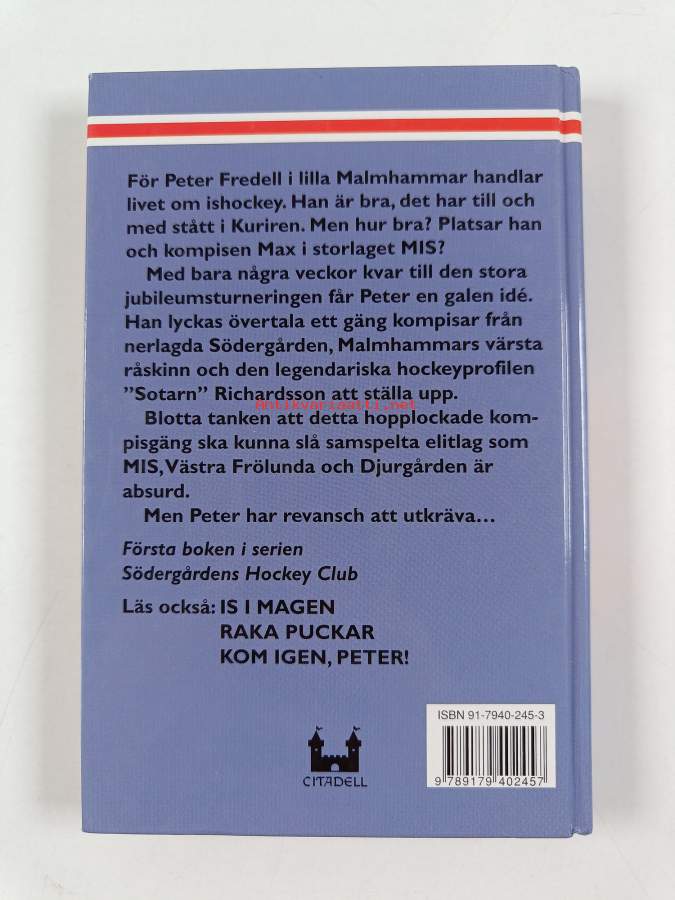 För Peter Fredell i lilla Malmhammar handlar
livet om ishockey. Han är bra, det har till och
med stått i Kuriren. Men hur bra? Platsar han
och kompisen Max i storlaget MIS?
Med bara några veckor kvar till den stora
jubileumsturneringen får Peter en galen idé.
Han lyckas övertala ett gäng kompisar från
nerlagda Södergården, Malmhammars värsta
råskinn och den legendariska hockeyprofilen
”Sotarn” Richardsson att ställa upp.
Antikvariaatti.net
Blotta tanken att detta hopplockade kom-
pisgäng ska kunna slå samspelta elitlag som
MIS, Västra Frölunda och Djurgården är
absurd.
Men Peter har revansch att utkräva...
Första boken i serien
Södergårdens Hockey Club
Läs också: IS I MAGEN
RAKA PUCKAR
KOM IGEN, PETER!
ISBN 91-7940-245-3
9 789179 402457
CITADELL